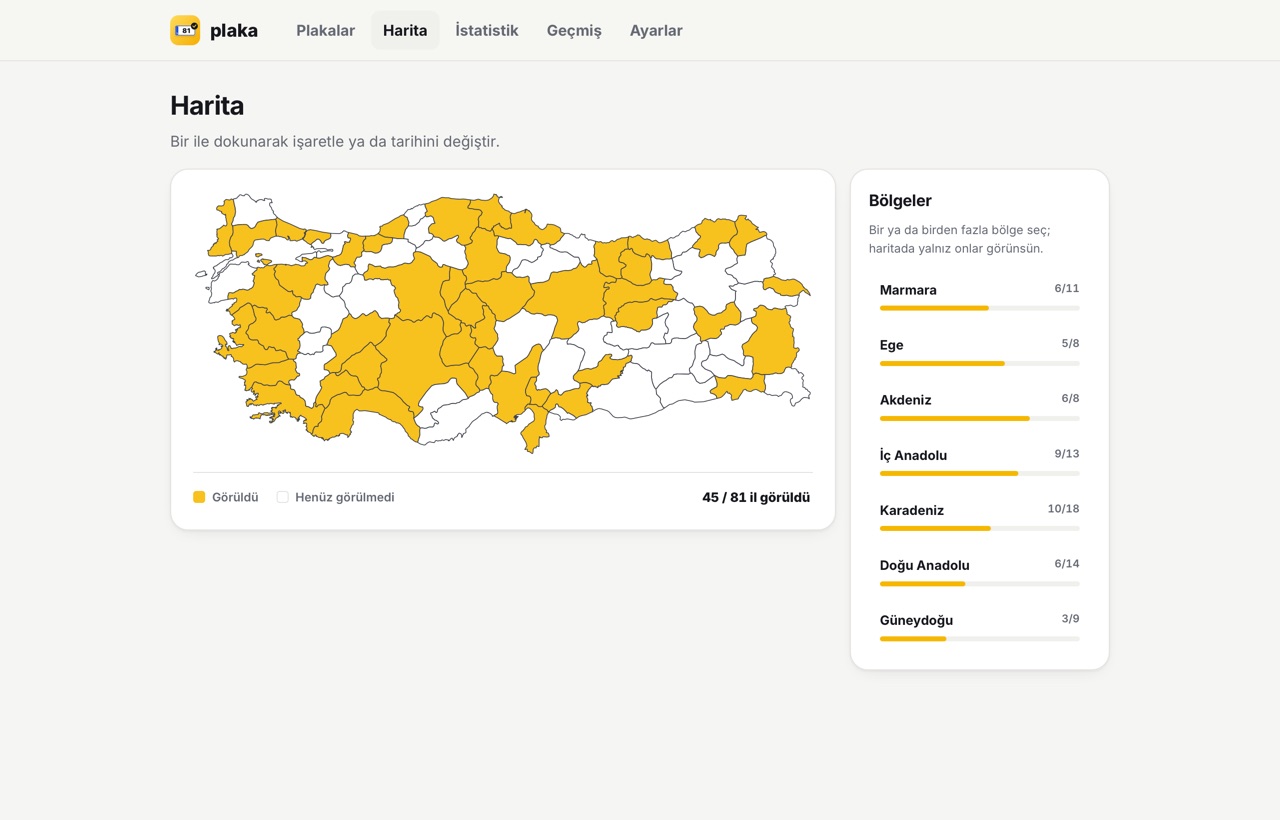 81
plaka
Plakalar
Harita
İstatistik
Geçmiş
Ayarlar
Harita
Bir ile dokunarak işaretle ya da tarihini değiştir.
Görüldü
Henüz görülmedi
45 / 81 il görüldü
Bölgeler
Bir ya da birden fazla bölge seç;
haritada yalnız onlar görünsün.
Marmara 6/11
Ege 5/8
Akdeniz 6/8
İç Anadolu 9/13
Karadeniz 10/18
Doğu Anadolu 6/14
Güneydoğu 3/9